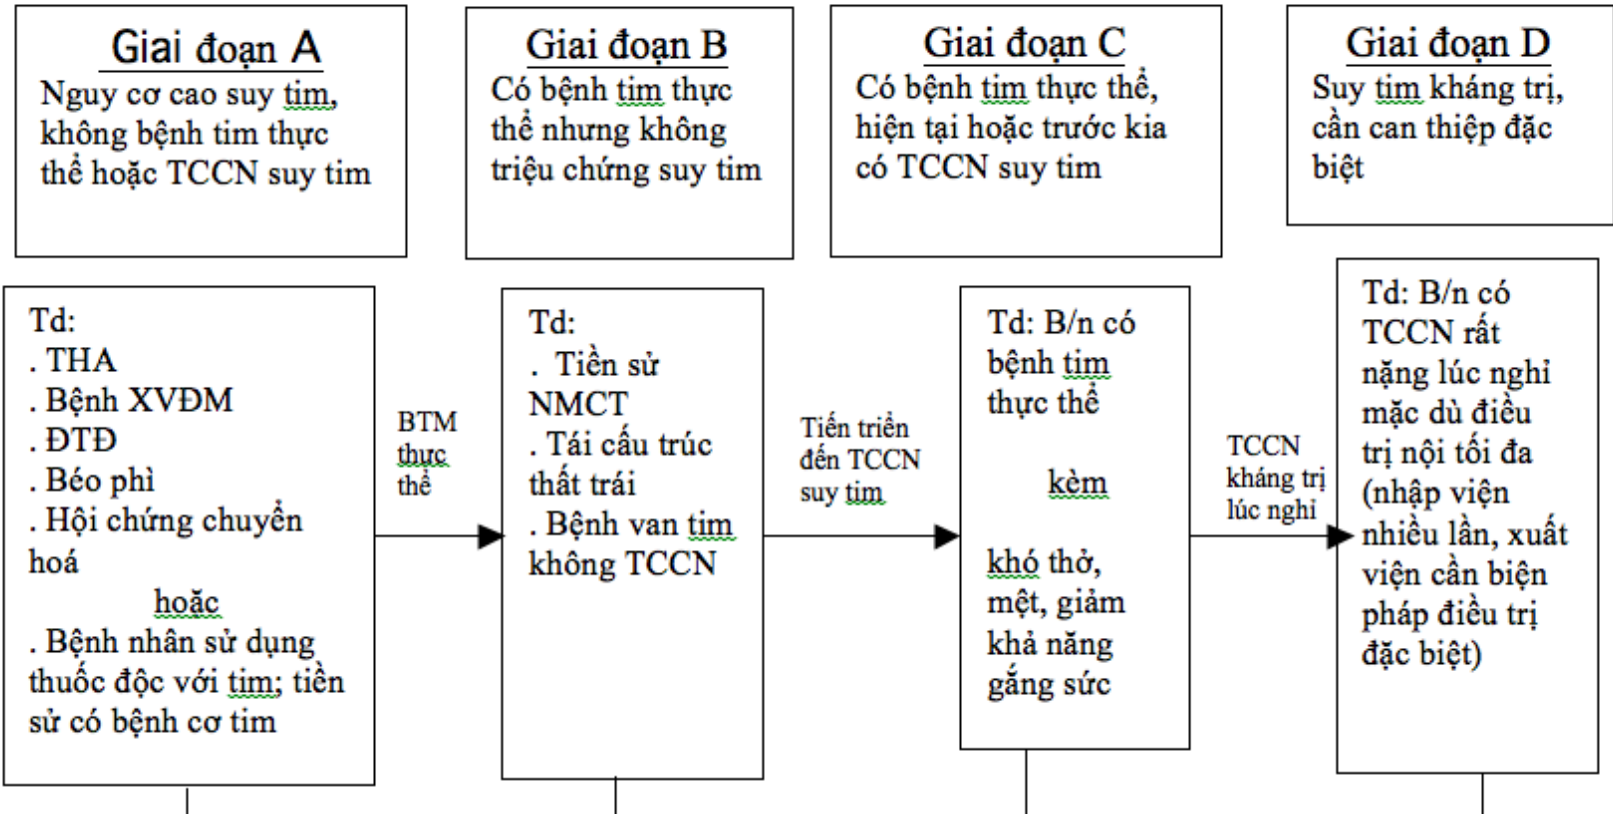 Giai đoạn A
Nguy cơ cao suy tim,
không bệnh tim thực
thể hoặc TCCN suy tim
Giai đoạn B
Có bệnh tim thực
thể nhưng không
triệu chứng suy tim
Giai đoạn C
Có bệnh tim thực thể,
hiện tại hoặc trước kia
có TCCN suy tim
Giai đoạn D
Suy tim kháng trị,
cần can thiệp đặc
biệt
Td:
. THA
. Bệnh XVĐM
. ĐTĐ
. Béo phì
. Hội chứng chuyển
hoá
hoặc
. Bệnh nhân sử dụng
thuốc độc với tim; tiền
sử có bệnh cơ tim
BTM
thực
thể
Td:
. Tiền sử
NMCT
. Tái cấu trúc
thất trái
. Bệnh van tim
không TCCN
Tiến triển
đến TCCN
suy tim
Td: B/n có
bệnh tim
thực thể
kèm
khó thở,
mệt, giảm
khả năng
gắng sức
TCCN
kháng trị
lúc nghỉ
Td: B/n có
TCCN rất
nặng lúc nghỉ
mặc dù điều
trị nội tối đa
(nhập viện
nhiều lần, xuất
viện cần biện
pháp điều trị
đặc biệt)